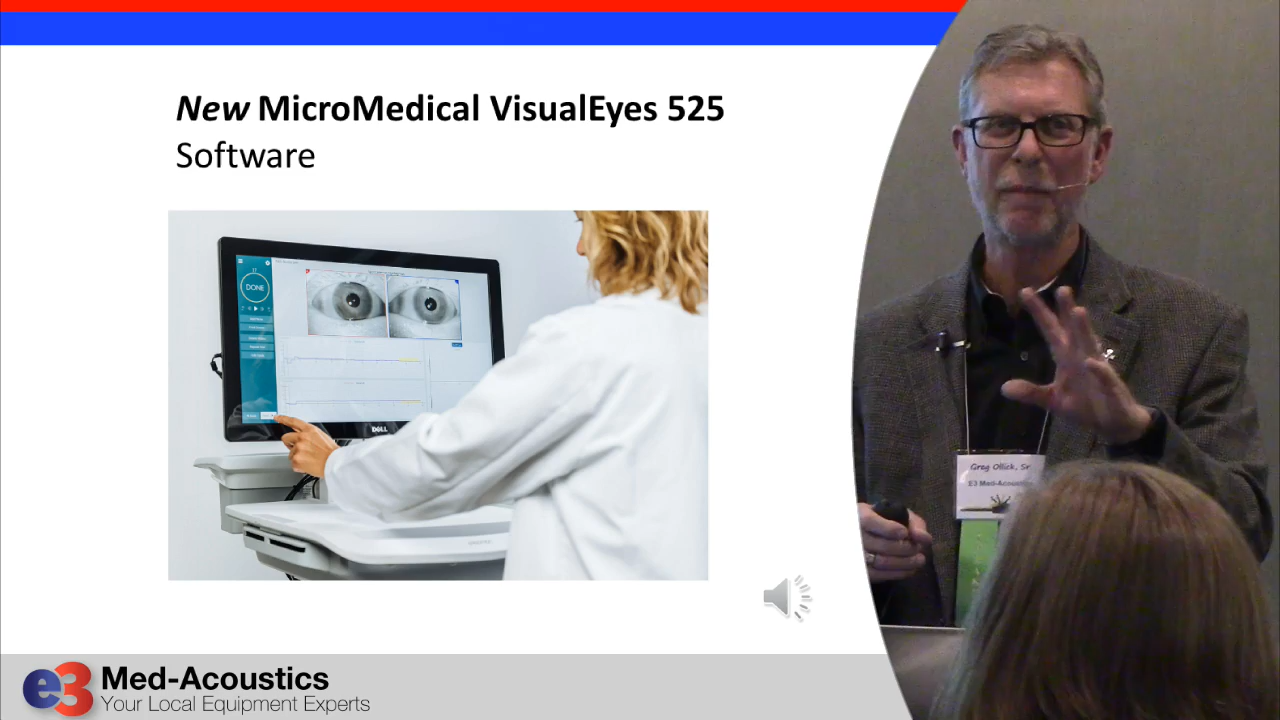 New MicroMedical VisualEyes 525
Software
DONE
DELL
Greg Ollick, Sr
E3 Med-Acoustics
e3 Med-Acoustics
Your Local Equipment Experts